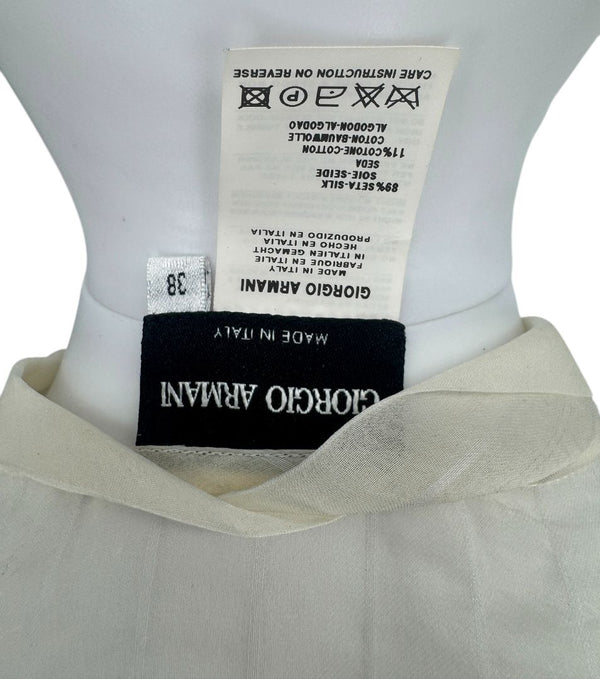 GIORGIO ARMANI
MADE IN ITALY
FABRIQUE EN ITALIE
IN ITALIEN GEMACHT
HECHO EN ITALIA
PRODUZIDO EN ITALIA
89%SETA-SILK
SOIE-SEIDE
SEDA
11%COTONE-COTTON
COTON-BAUMWOLLE
ALGODON-ALGODAO
P
CARE INSTRUCTION ON REVERSE
38
GIORGIO ARMANI
MADE IN ITALY